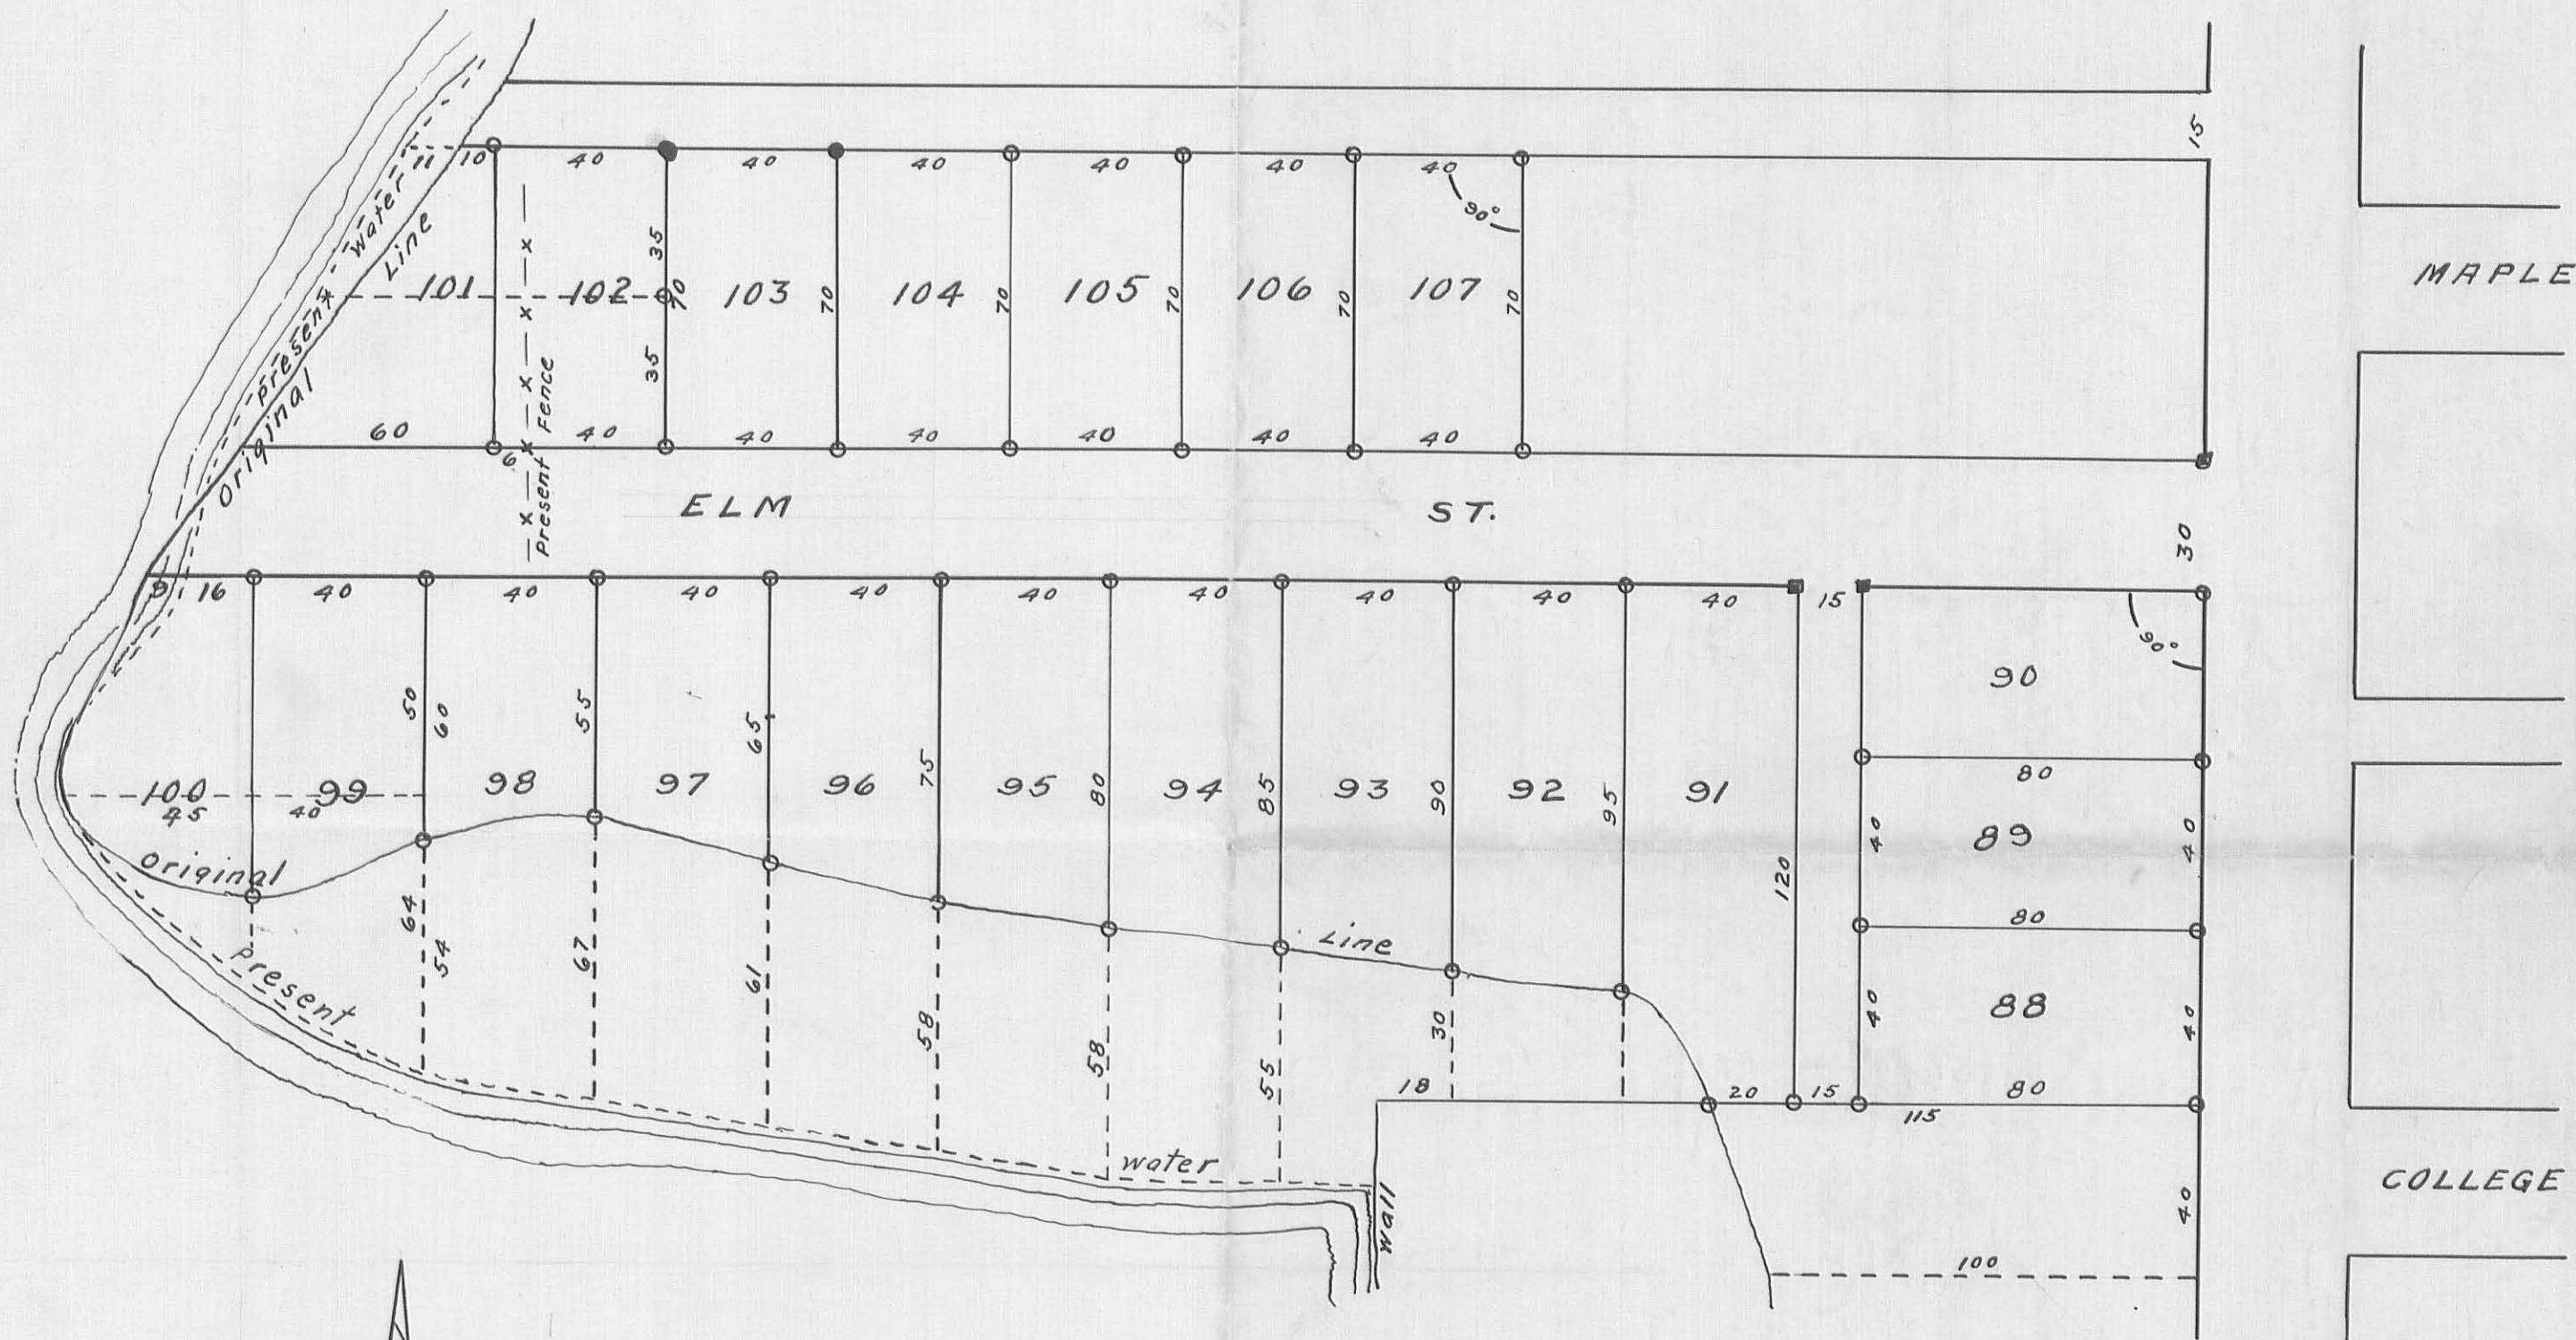 15
11 10 40 40 40 40 40 40
90°
water
Line
35
MAPLE
101 102 70 103 70 104 70 105 70 106 70 107 70
present
35
Present Fence
Original
60 6 40 40 40 40 40 40
ELM ST.
30
9 16 40 40 40 40 40 40 40 40 40 15
90°
90
50 60 55 65 75 80 85 90 95
80
100 99 98 97 96 95 94 93 92 91
45 40
40 89 40
120
Original
80
64 54 67 61 58 58 55 30
Line
present
40 88 40
18 20 15 80
115
water
wall
COLLEGE
40
100